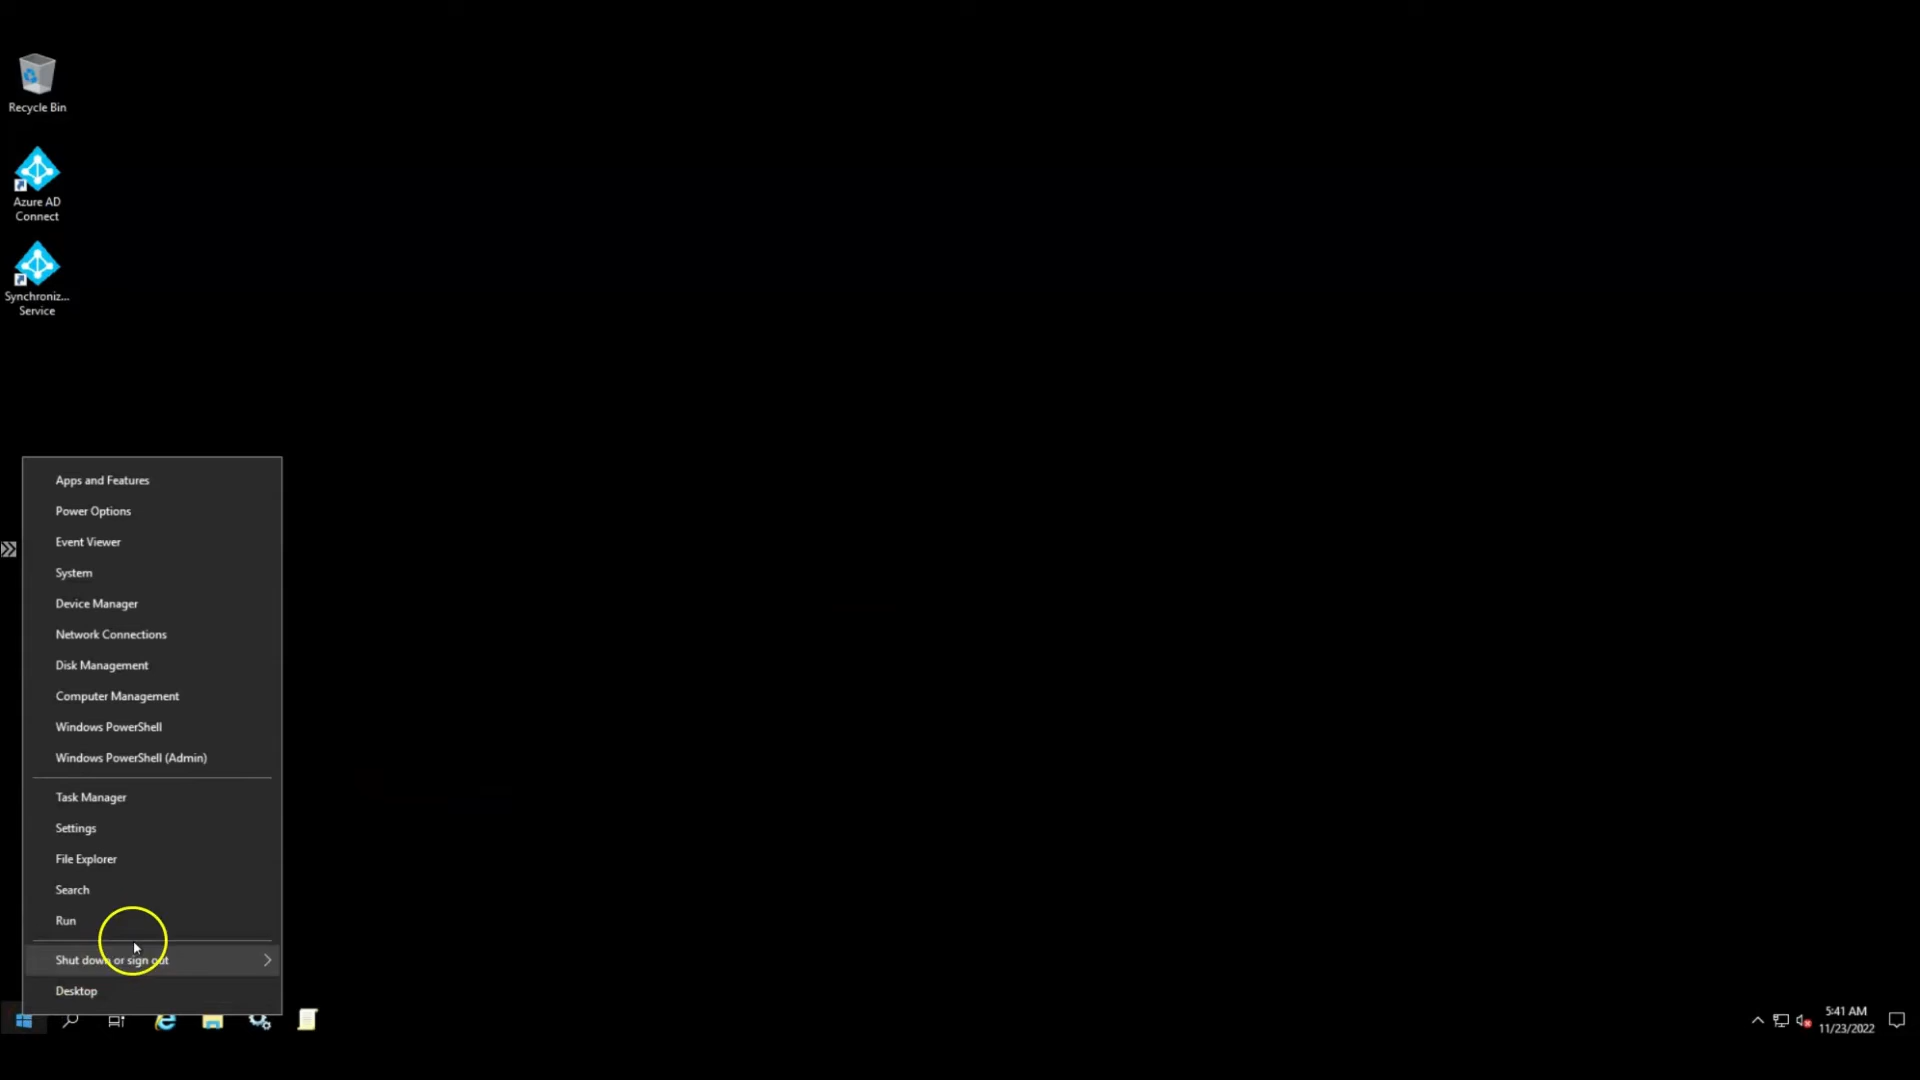 Recycle Bin
Azure AD
Connect
Synchroniz...
Service
Apps and Features
Power Options
Event Viewer
System
Device Manager
Network Connections
Disk Management
Computer Management
Windows PowerShell
Windows PowerShell (Admin)
Task Manager
Settings
File Explorer
Search
Run
Shut down or sign out
Desktop
5:41 AM
11/23/2022